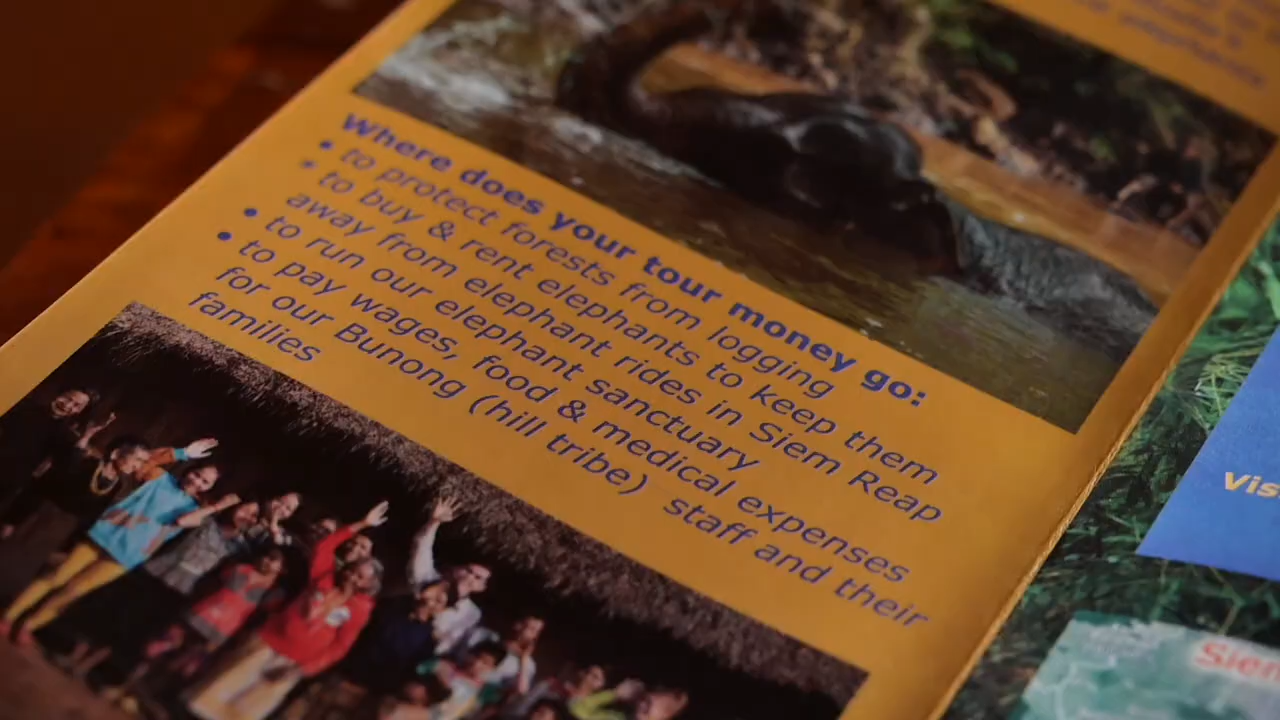 Where does your tour money go:
• to protect forests from logging
• to buy & rent elephants to keep them
away from elephant rides in Siem Reap
• to run our elephant sanctuary
• to pay wages, food & medical expenses
for our Bunong (hill tribe) staff and their
families